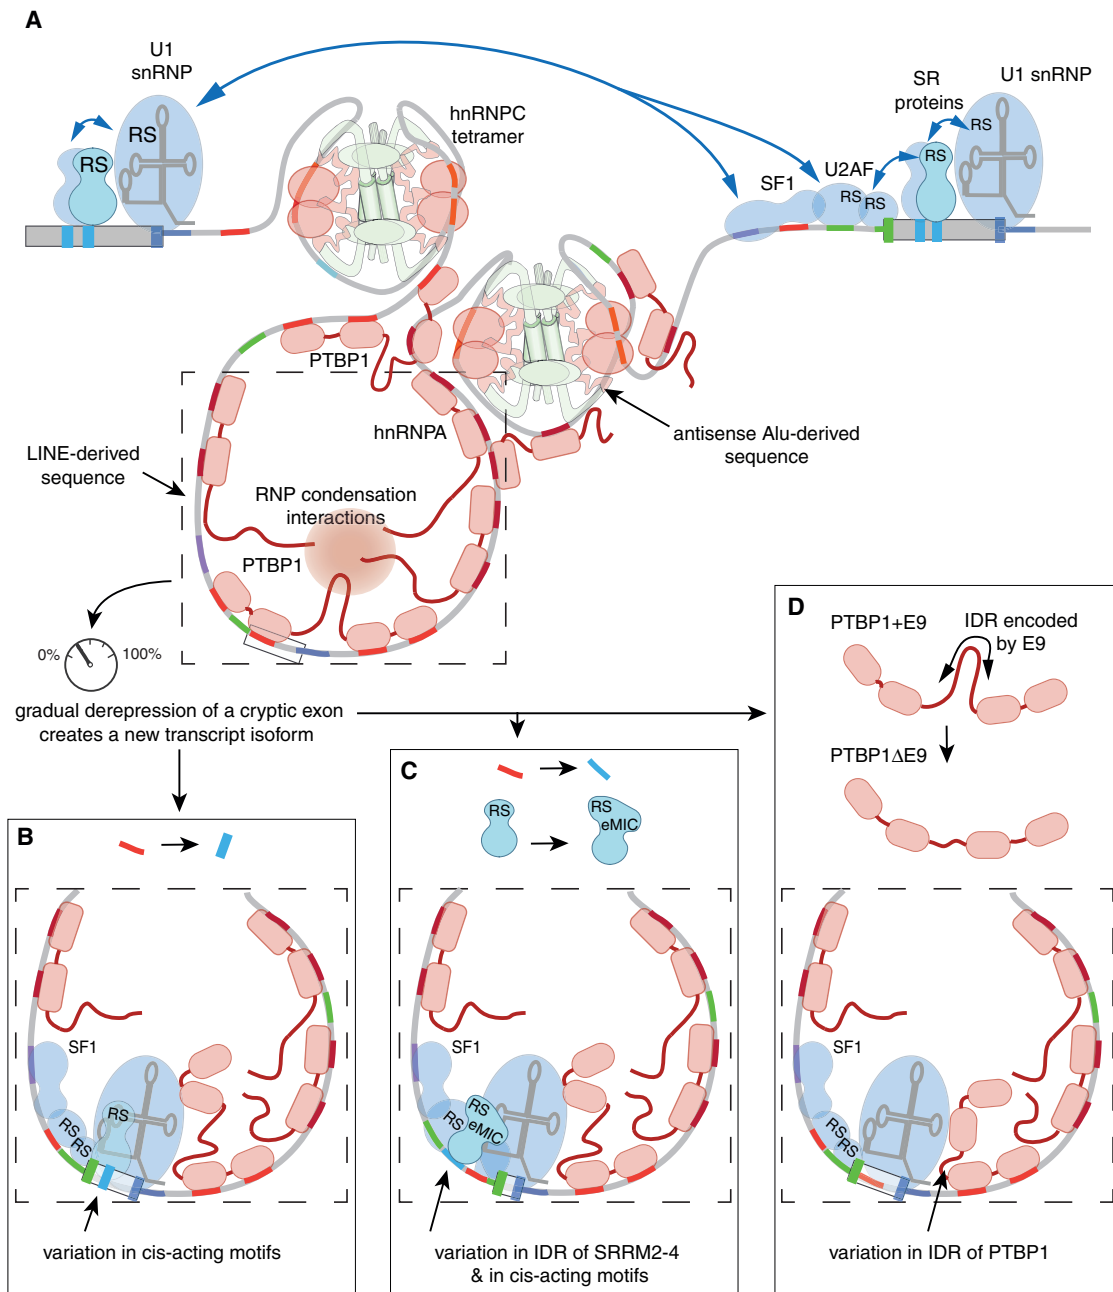 A
U1
snRNP
RS
RS
hnRNPC
tetramer
SR
proteins
U1 snRNP
RS
RS
SF1
U2AF
RS
RS
PTBP1
hnRNPA
antisense Alu-derived
sequence
LINE-derived
sequence
RNP condensation
interactions
PTBP1
0%
100%
gradual derepression of a cryptic exon
creates a new transcript isoform
B
SF1
RS
RS
RS
variation in cis-acting motifs
C
RS
RS
eMIC
SF1
RS
RS
eMIC
variation in IDR of SRRM2-4
& in cis-acting motifs
D
PTBP1+E9
IDR encoded
by E9
PTBP1ΔE9
SF1
RS
RS
variation in IDR of PTBP1